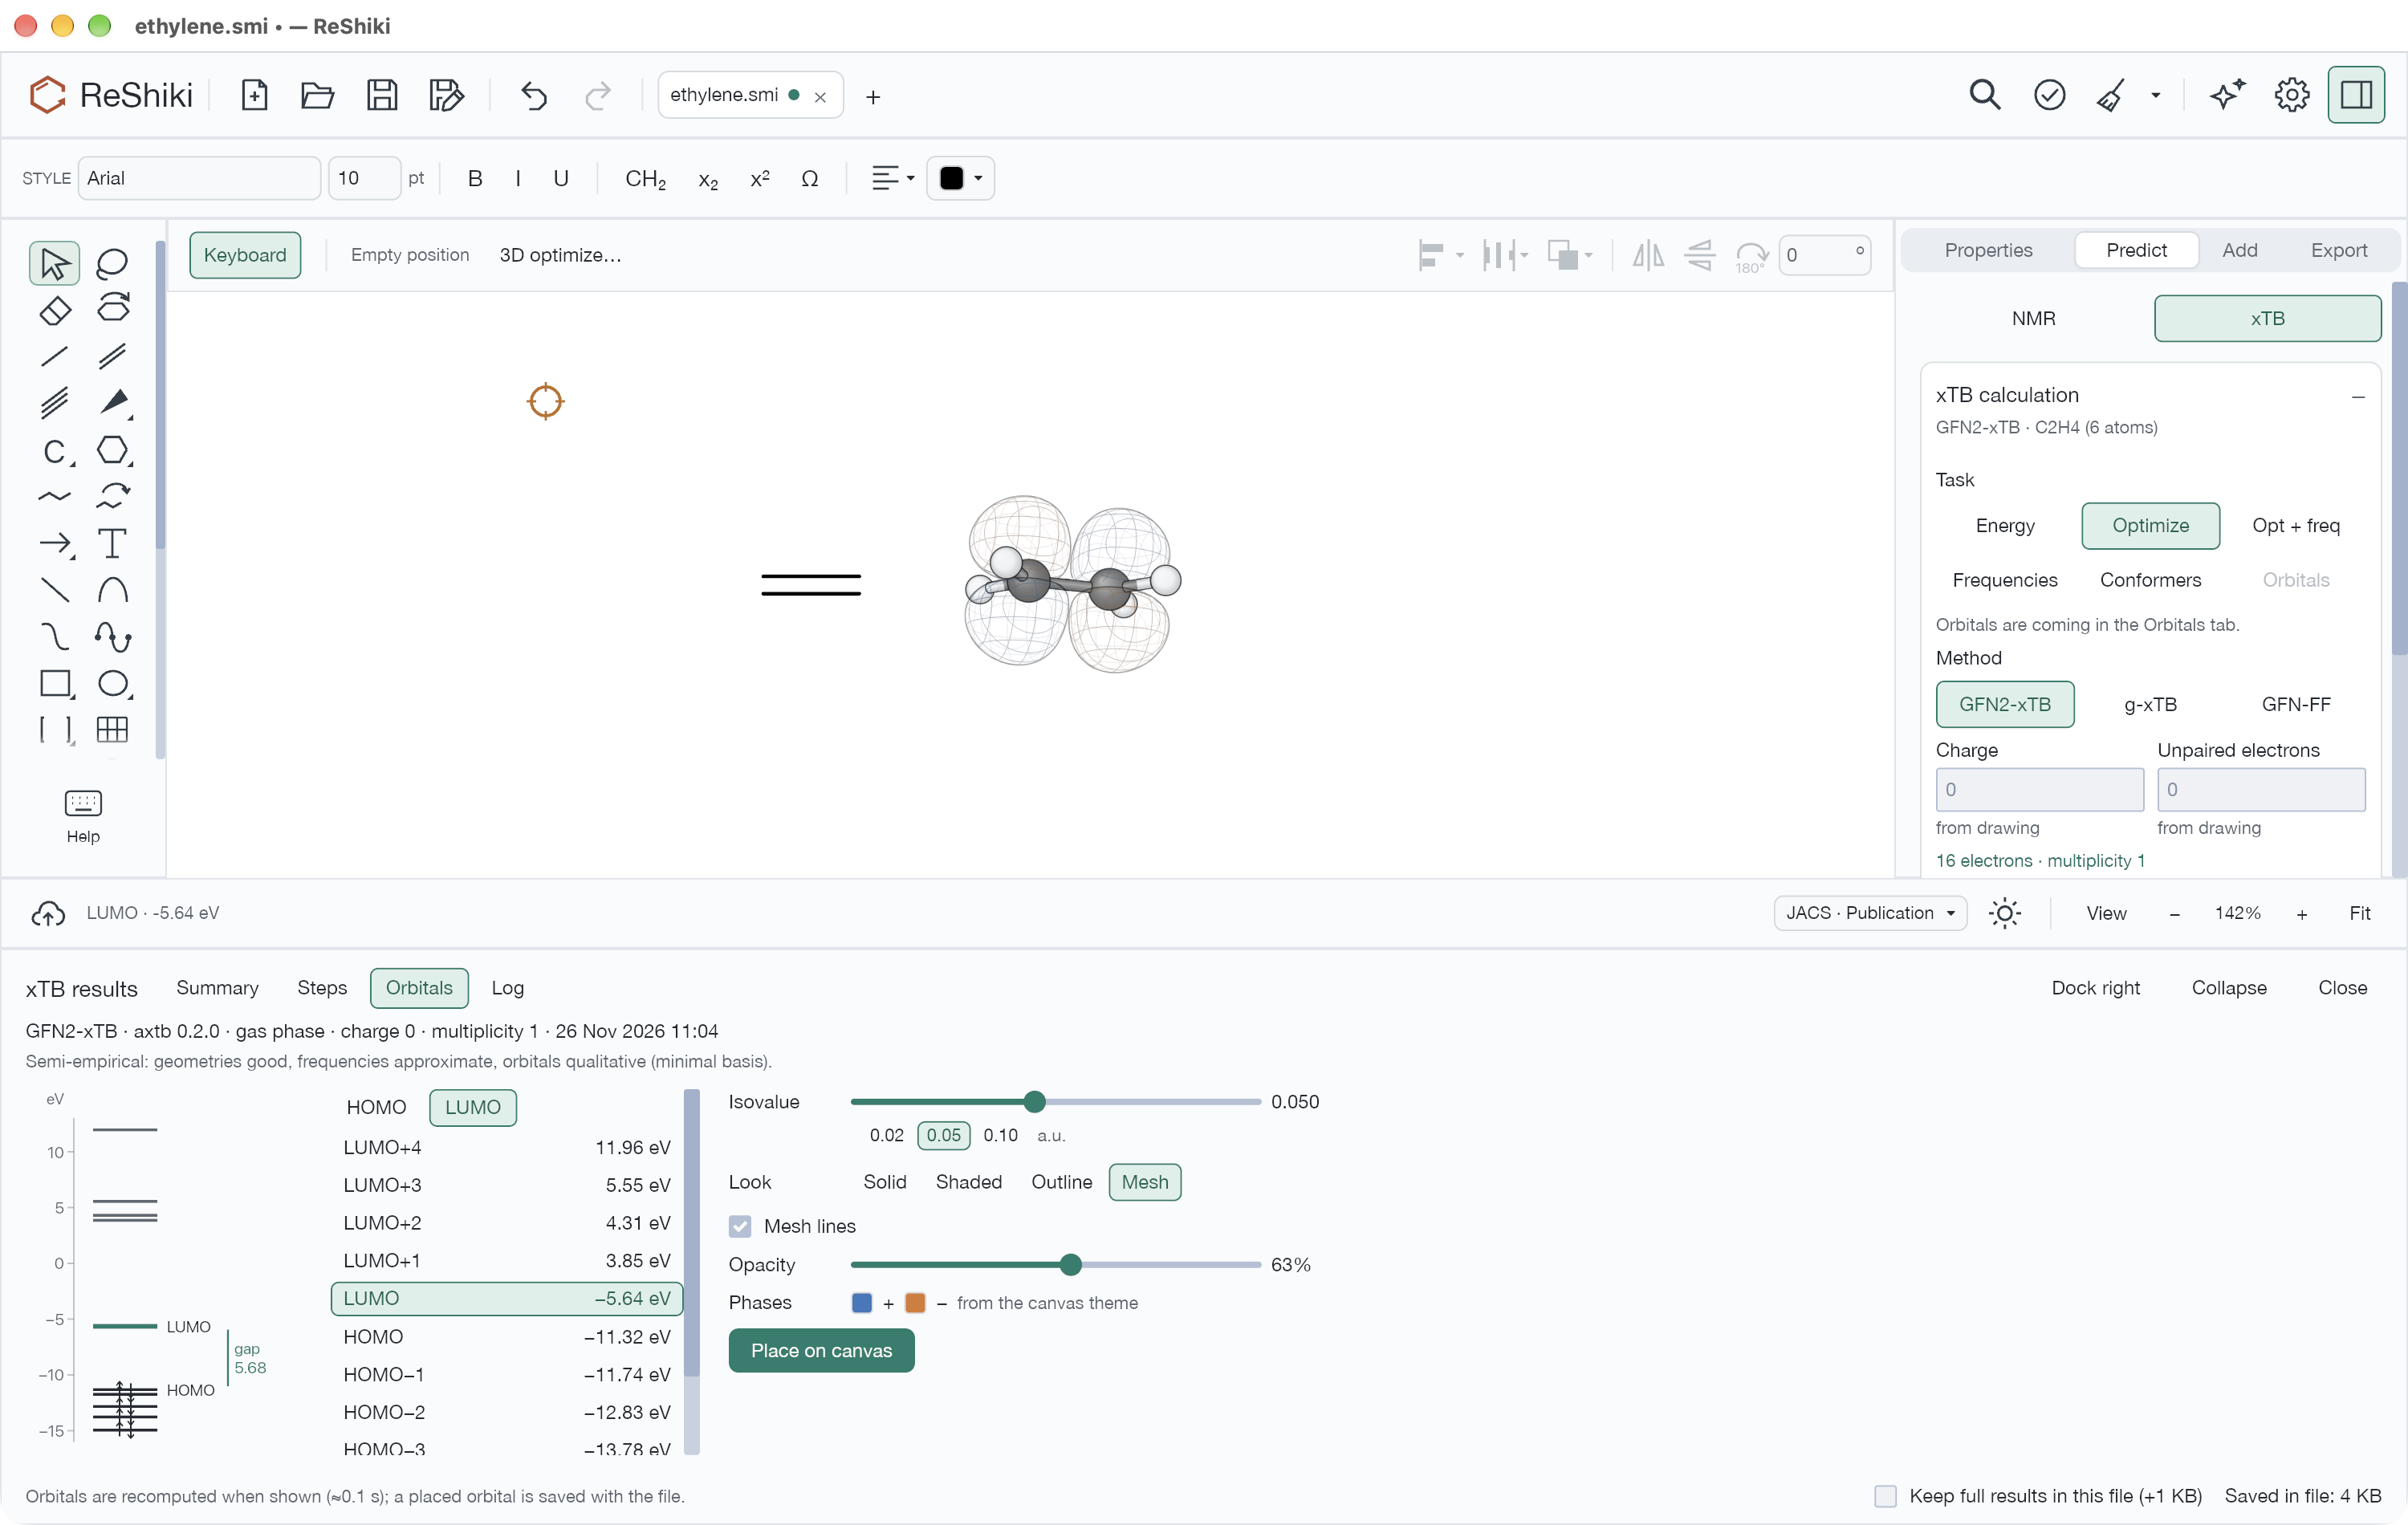 ethylene.smi • — ReShiki
ReShiki
ethylene.smi ● × +
STYLE Arial 10 pt B I U CH₂ x₂ x² Ω
Keyboard Empty position 3D optimize… 180° 0 °
Properties Predict Add Export
NMR xTB
xTB calculation –
GFN2-xTB · C2H4 (6 atoms)
Task
Energy Optimize Opt + freq
Frequencies Conformers Orbitals
Orbitals are coming in the Orbitals tab.
Method
GFN2-xTB g-xTB GFN-FF
Charge Unpaired electrons
0 0
from drawing from drawing
16 electrons · multiplicity 1
C
T
Help
LUMO · -5.64 eV
JACS · Publication View – 142% + Fit
xTB results Summary Steps Orbitals Log Dock right Collapse Close
GFN2-xTB · axtb 0.2.0 · gas phase · charge 0 · multiplicity 1 · 26 Nov 2026 11:04
Semi-empirical: geometries good, frequencies approximate, orbitals qualitative (minimal basis).
eV
10
5
0
−5
−10
−15
LUMO
gap
5.68
HOMO
HOMO LUMO
LUMO+4 11.96 eV
LUMO+3 5.55 eV
LUMO+2 4.31 eV
LUMO+1 3.85 eV
LUMO −5.64 eV
HOMO −11.32 eV
HOMO−1 −11.74 eV
HOMO−2 −12.83 eV
HOMO−3 −13.78 eV
Isovalue 0.050
0.02 0.05 0.10 a.u.
Look Solid Shaded Outline Mesh
Mesh lines
Opacity 63%
Phases + − from the canvas theme
Place on canvas
Orbitals are recomputed when shown (≈0.1 s); a placed orbital is saved with the file.
Keep full results in this file (+1 KB) Saved in file: 4 KB